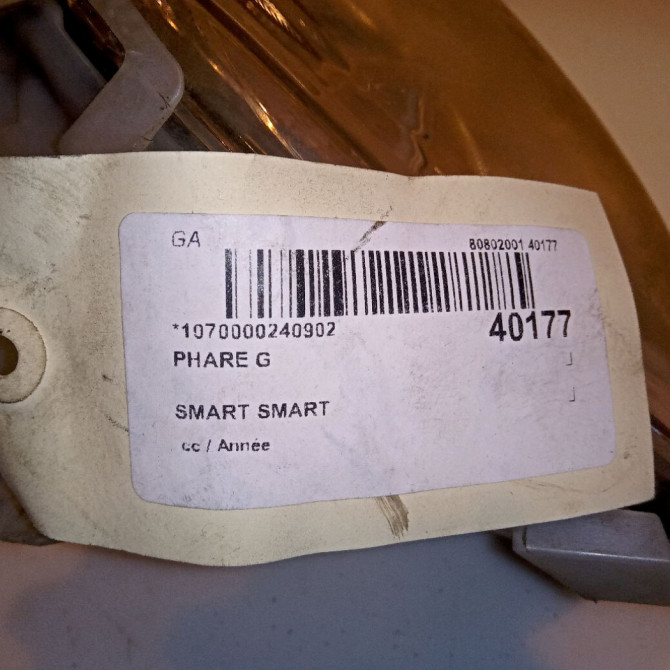 GA 80802001 40177
*1070000240902 40177
PHARE G
SMART SMART
cc / Année